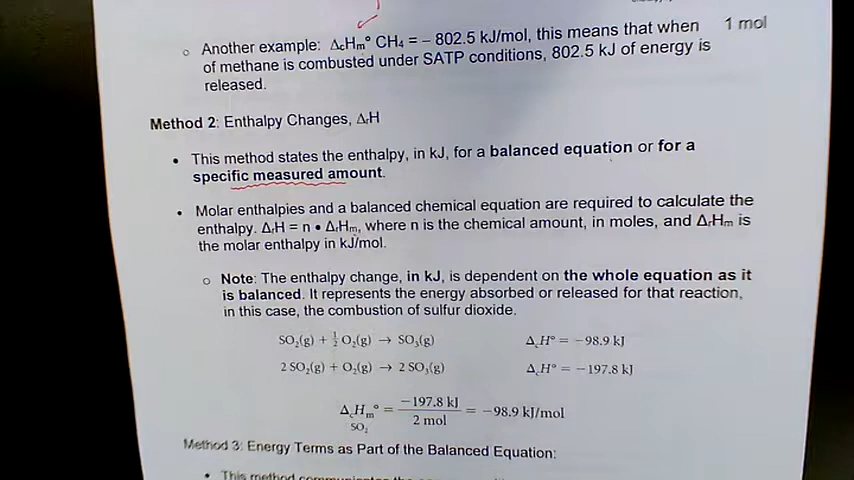 Another example: ΔcHm° CH₄ = – 802.5 kJ/mol, this means that when 1 mol
of methane is combusted under SATP conditions, 802.5 kJ of energy is
released.
Method 2: Enthalpy Changes, ΔrH
• This method states the enthalpy, in kJ, for a balanced equation or for a
specific measured amount.
• Molar enthalpies and a balanced chemical equation are required to calculate the
enthalpy. ΔrH = n • ΔrHm, where n is the chemical amount, in moles, and ΔrHm is
the molar enthalpy in kJ/mol.
o Note: The enthalpy change, in kJ, is dependent on the whole equation as it
is balanced. It represents the energy absorbed or released for that reaction,
in this case, the combustion of sulfur dioxide.
SO₂(g) + ½ O₂(g) → SO₃(g) ΔcH° = −98.9 kJ
2 SO₂(g) + O₂(g) → 2 SO₃(g) ΔcH° = −197.8 kJ
ΔcHm° = −197.8 kJ / 2 mol = −98.9 kJ/mol
SO₂
Method 3: Energy Terms as Part of the Balanced Equation:
• This method communicates the